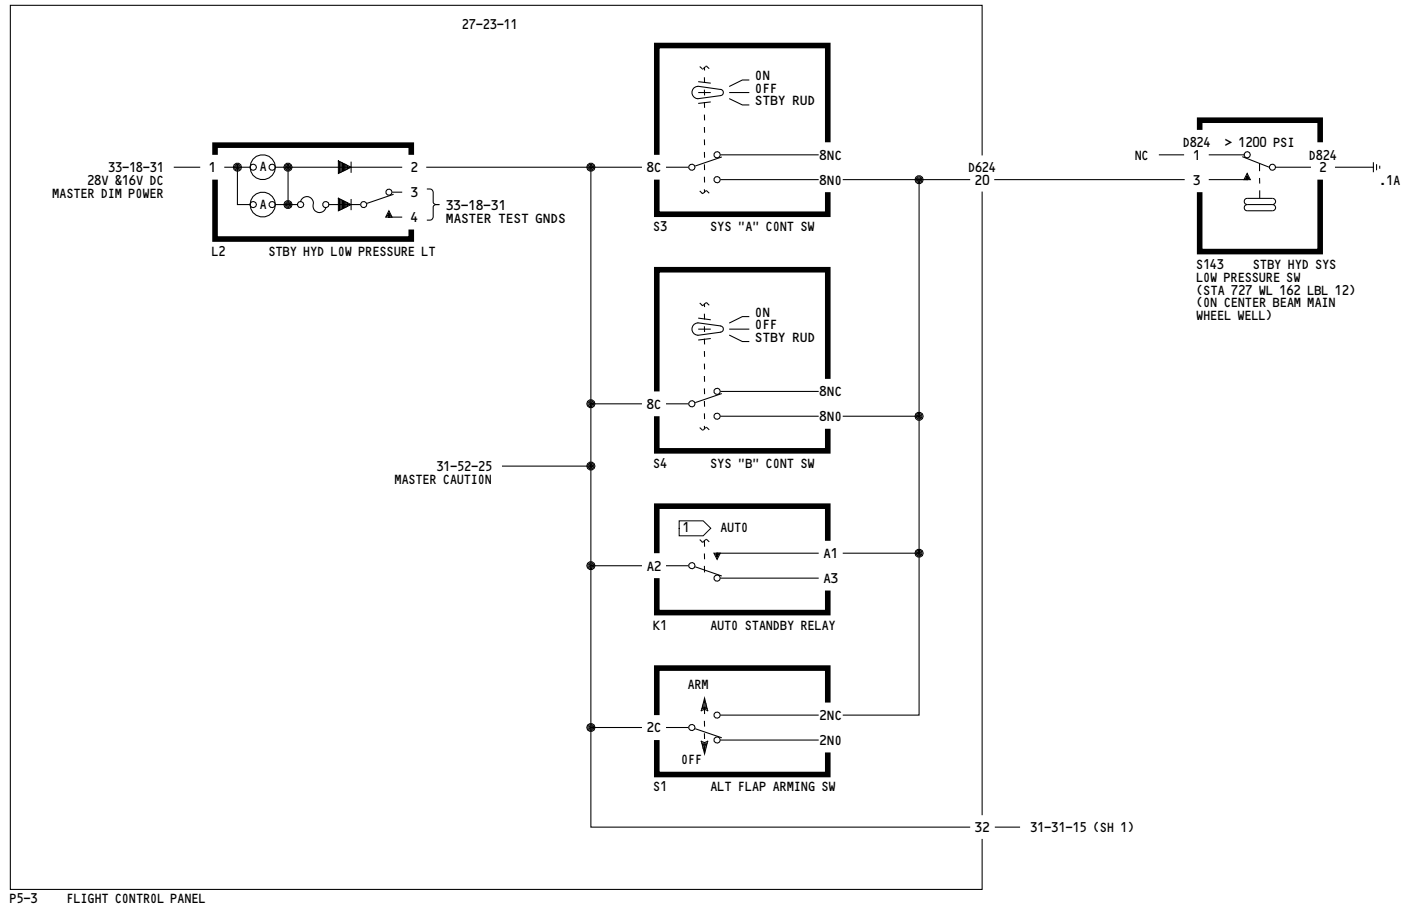 27-23-11
ON
OFF
STBY RUD
33-18-31
28V &16V DC
MASTER DIM POWER
1
A
A
2
3
4
33-18-31
MASTER TEST GNDS
L2 STBY HYD LOW PRESSURE LT
8C
8NC
8NO
S3 SYS "A" CONT SW
D624
20
NC
D824
1
3
> 1200 PSI
D824
2
.1A
S143 STBY HYD SYS
LOW PRESSURE SW
(STA 727 WL 162 LBL 12)
(ON CENTER BEAM MAIN
WHEEL WELL)
ON
OFF
STBY RUD
8C
8NC
8NO
S4 SYS "B" CONT SW
31-52-25
MASTER CAUTION
1 AUTO
A2
A1
A3
K1 AUTO STANDBY RELAY
ARM
2C
2NC
2NO
OFF
S1 ALT FLAP ARMING SW
32 31-31-15 (SH 1)
P5-3 FLIGHT CONTROL PANEL